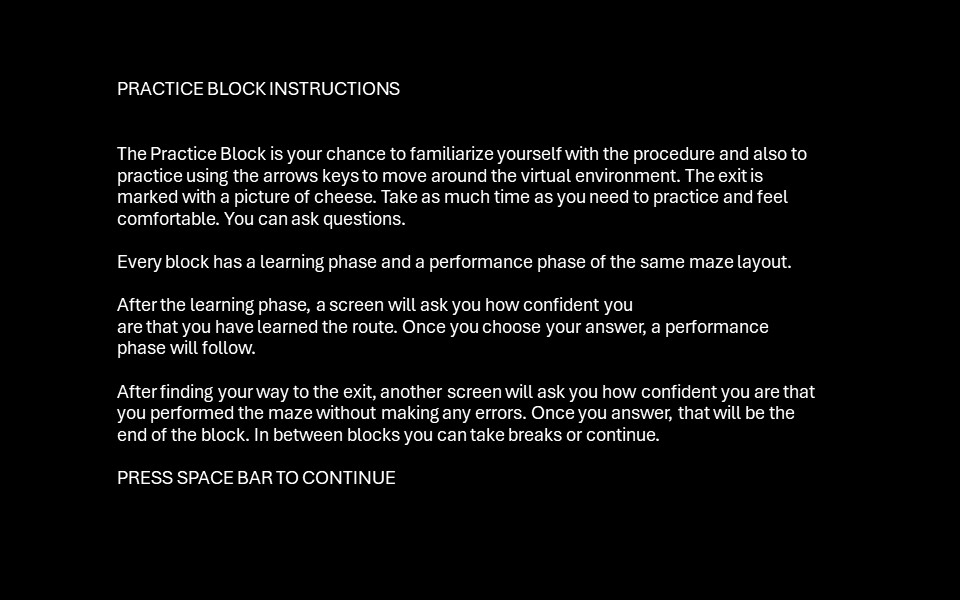 PRACTICE BLOCK INSTRUCTIONS
The Practice Block is your chance to familiarize yourself with the procedure and also to
practice using the arrows keys to move around the virtual environment. The exit is
marked with a picture of cheese. Take as much time as you need to practice and feel
comfortable. You can ask questions.
Every block has a learning phase and a performance phase of the same maze layout.
After the learning phase, a screen will ask you how confident you
are that you have learned the route. Once you choose your answer, a performance
phase will follow.
After finding your way to the exit, another screen will ask you how confident you are that
you performed the maze without making any errors. Once you answer, that will be the
end of the block. In between blocks you can take breaks or continue.
PRESS SPACE BAR TO CONTINUE